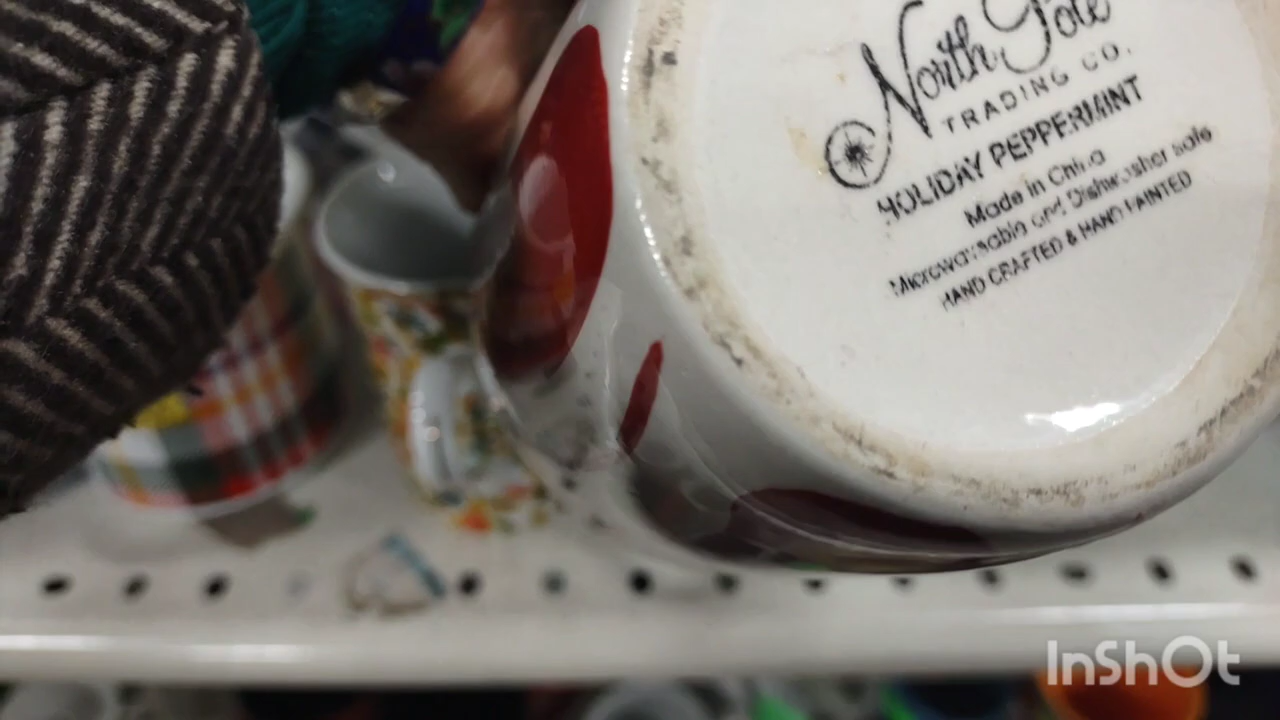 North Pole
TRADING CO.
HOLIDAY PEPPERMINT
Made in China
Microwavable and Dishwasher safe
HAND CRAFTED & HAND PAINTED
InShOt